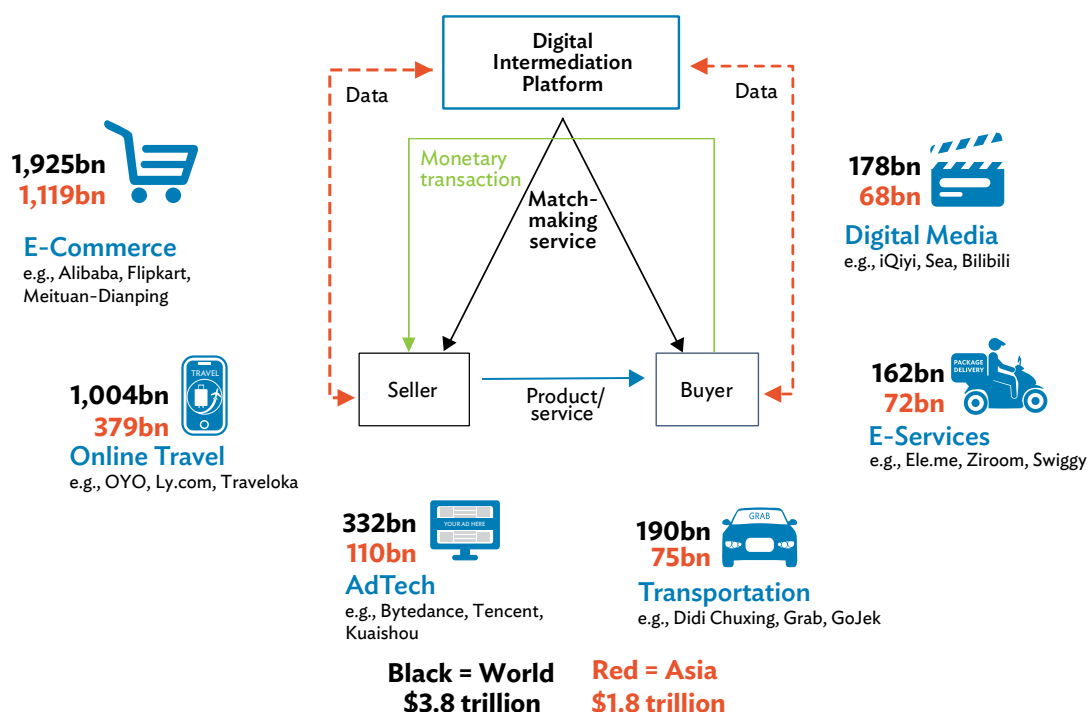 Digital
Intermediation
Platform
Data
Data
Monetary
transaction
Match-
making
service
Seller
Product/
service
Buyer
1,925bn
1,119bn
E-Commerce
e.g., Alibaba, Flipkart,
Meituan-Dianping
178bn
68bn
Digital Media
e.g., iQiyi, Sea, Bilibili
TRAVEL
1,004bn
379bn
Online Travel
e.g., OYO, Ly.com, Traveloka
PACKAGE
DELIVERY
162bn
72bn
E-Services
e.g., Ele.me, Ziroom, Swiggy
YOUR AD HERE
332bn
110bn
AdTech
e.g., Bytedance, Tencent,
Kuaishou
GRAB
190bn
75bn
Transportation
e.g., Didi Chuxing, Grab, GoJek
Black = World
$3.8 trillion
Red = Asia
$1.8 trillion